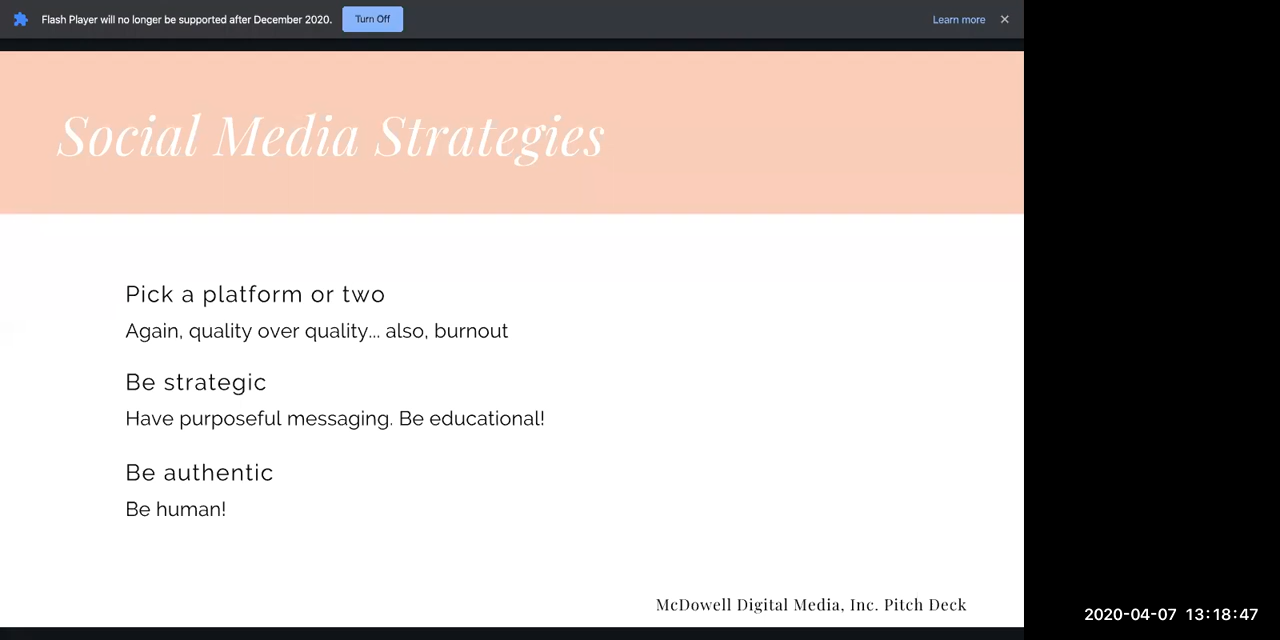 Flash Player will no longer be supported after December 2020. Turn Off Learn more
Social Media Strategies
Pick a platform or two
Again, quality over quality... also, burnout
Be strategic
Have purposeful messaging. Be educational!
Be authentic
Be human!
McDowell Digital Media, Inc. Pitch Deck
2020-04-07 13:18:47